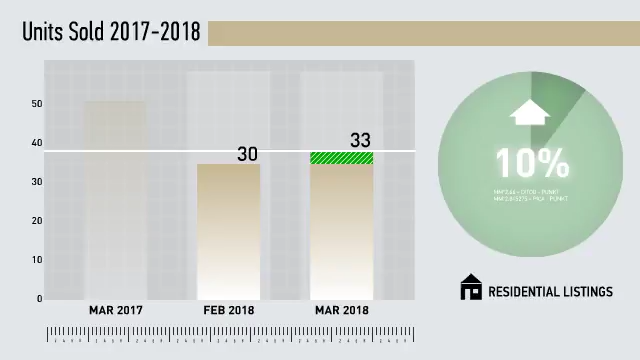 Units Sold 2017-2018
50
40
30
20
10
0
30
33
MAR 2017
FEB 2018
MAR 2018
10%
RESIDENTIAL LISTINGS